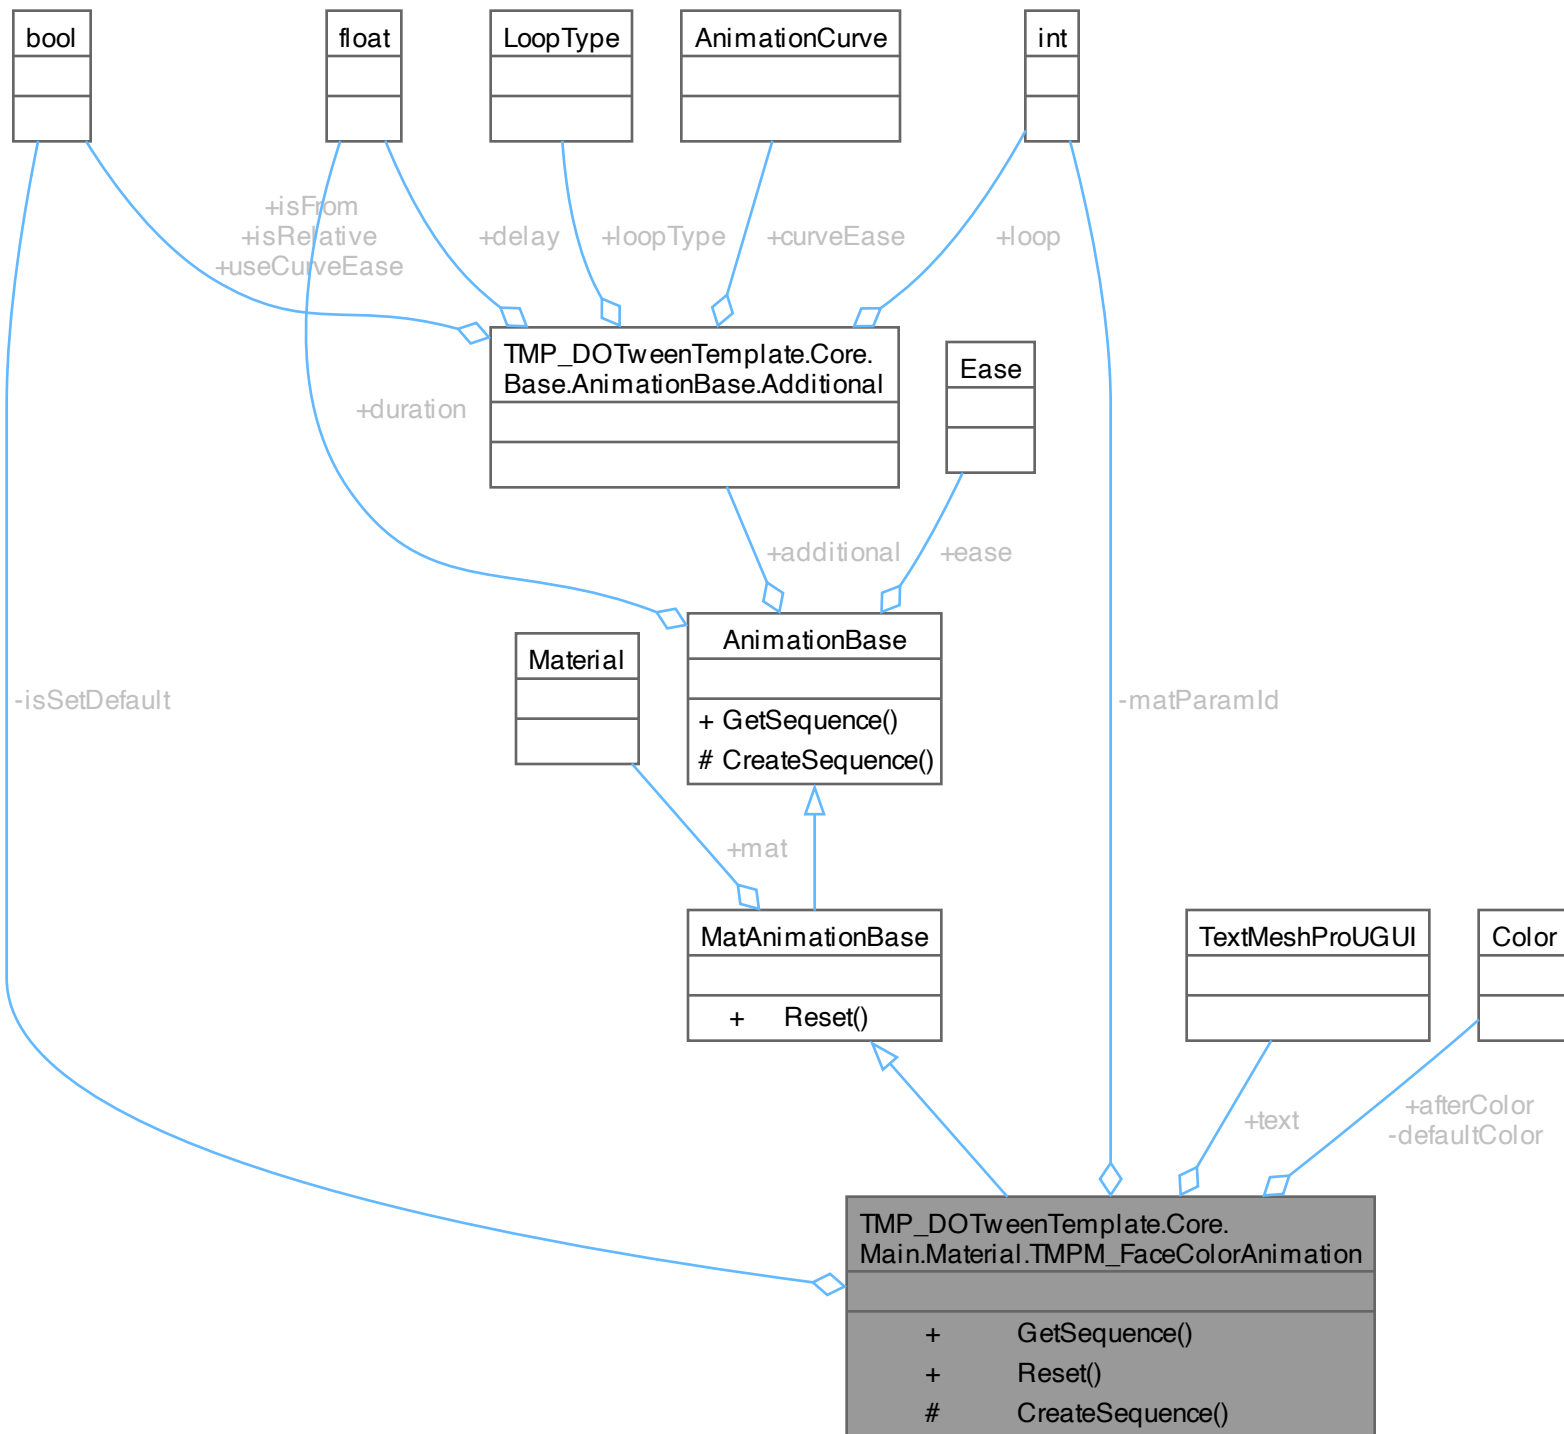 bool
float
LoopType
AnimationCurve
int
+isFrom
+isRelative
+useCurveEase
+delay
+loopType
+curveEase
+loop
TMP_DOTweenTemplate.Core.
Base.AnimationBase.Additional
Ease
+duration
+additional
+ease
AnimationBase
+ GetSequence()
# CreateSequence()
Material
-isSetDefault
-matParamId
+mat
MatAnimationBase
+ Reset()
TextMeshProUGUI
Color
+text
+afterColor
-defaultColor
TMP_DOTweenTemplate.Core.
Main.Material.TMPM_FaceColorAnimation
+ GetSequence()
+ Reset()
# CreateSequence()